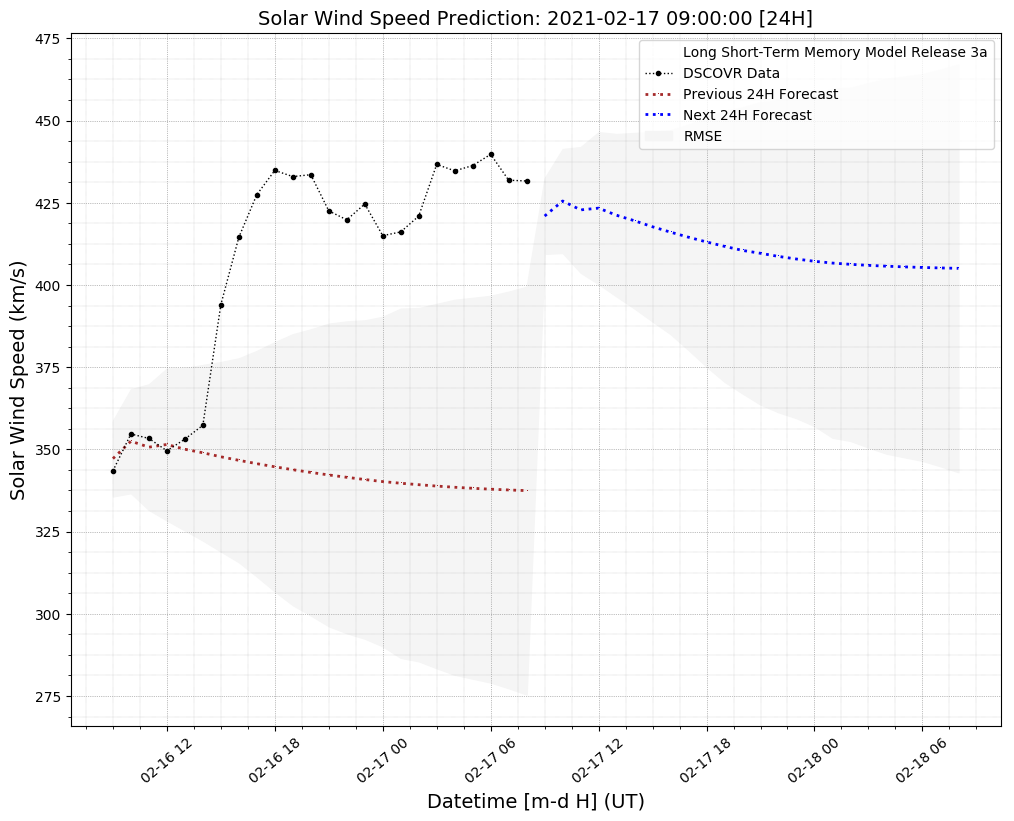 Solar Wind Speed Prediction: 2021-02-17 09:00:00 [24H]
Long Short-Term Memory Model Release 3a
DSCOVR Data
Previous 24H Forecast
Next 24H Forecast
RMSE
Solar Wind Speed (km/s)
475
450
425
400
375
350
325
300
275
02-16 12
02-16 18
02-17 00
02-17 06
02-17 12
02-17 18
02-18 00
02-18 06
Datetime [m-d H] (UT)